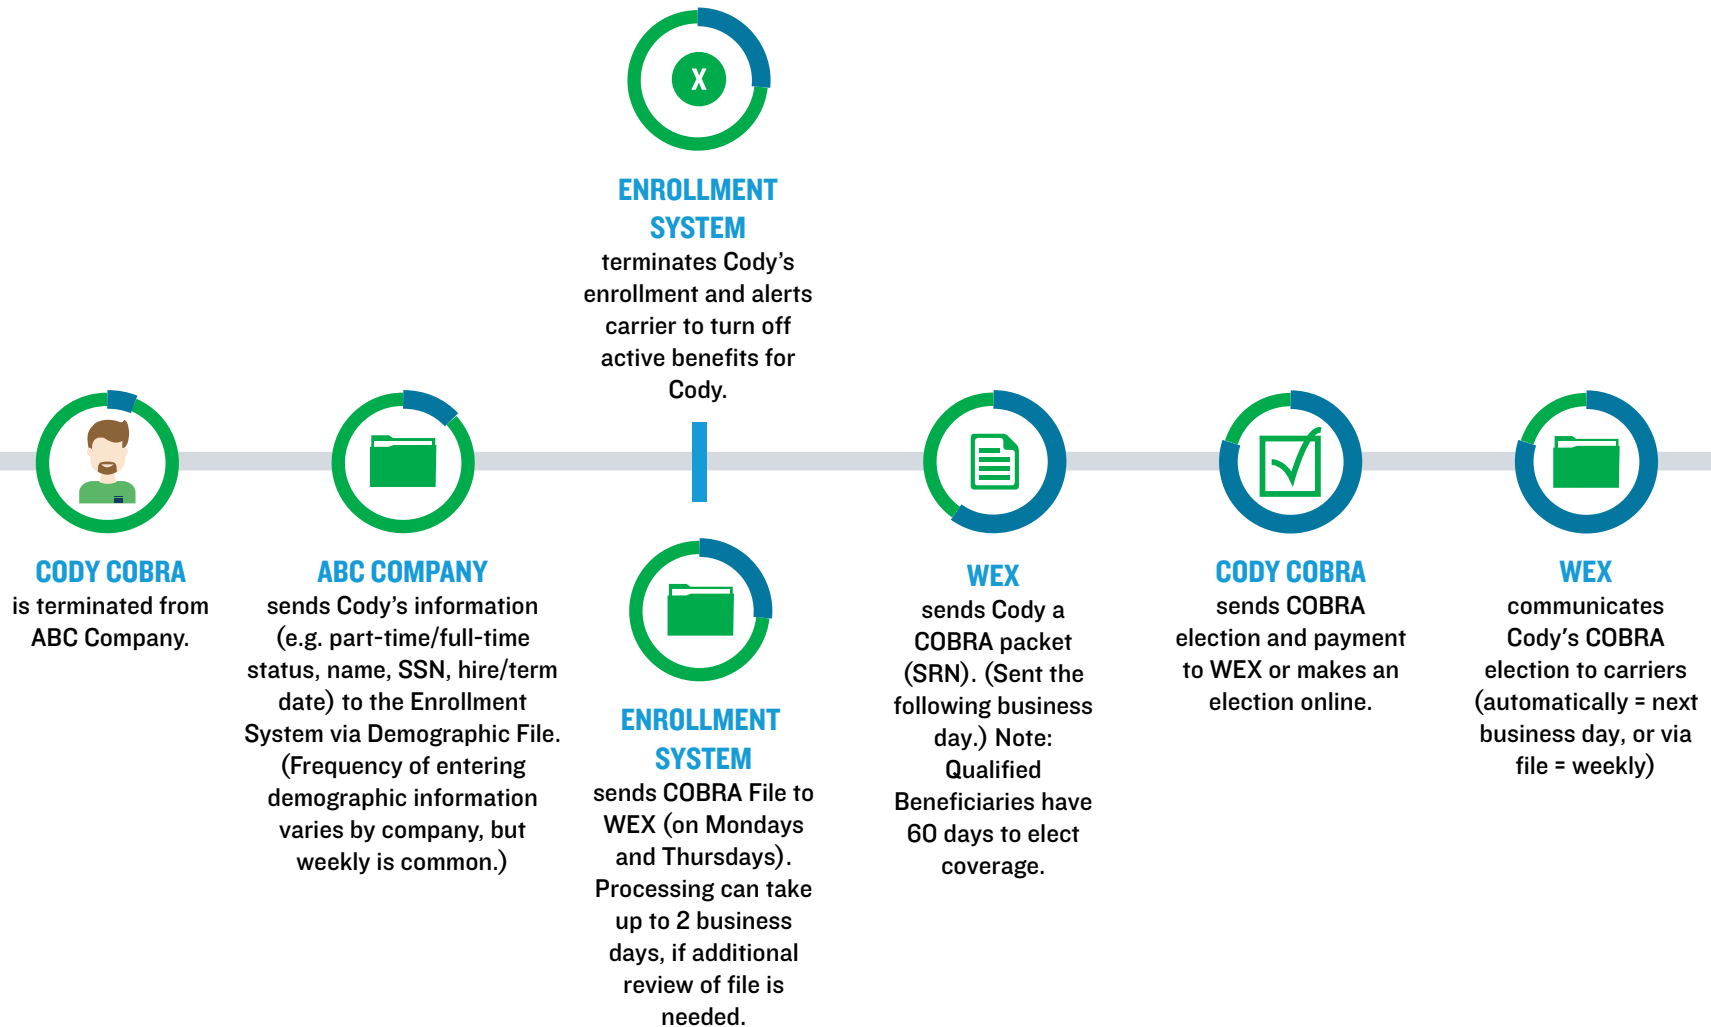 X
ENROLLMENT
SYSTEM
terminates Cody’s
enrollment and alerts
carrier to turn off
active benefits for
Cody.
CODY COBRA
is terminated from
ABC Company.
ABC COMPANY
sends Cody’s information
(e.g. part-time/full-time
status, name, SSN, hire/term
date) to the Enrollment
System via Demographic File.
(Frequency of entering
demographic information
varies by company, but
weekly is common.)
ENROLLMENT
SYSTEM
sends COBRA File to
WEX (on Mondays
and Thursdays).
Processing can take
up to 2 business
days, if additional
review of file is
needed.
WEX
sends Cody a
COBRA packet
(SRN). (Sent the
following business
day.) Note:
Qualified
Beneficiaries have
60 days to elect
coverage.
CODY COBRA
sends COBRA
election and payment
to WEX or makes an
election online.
WEX
communicates
Cody’s COBRA
election to carriers
(automatically = next
business day, or via
file = weekly)